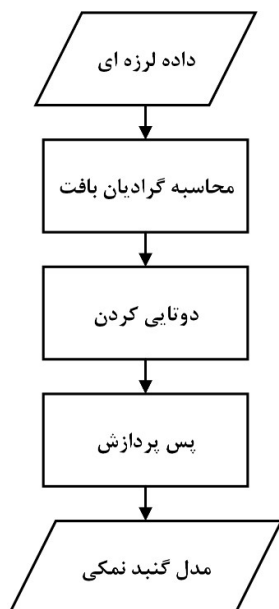 داده لرزه ای
محاسبه گرادیان بافت
دوتایی کردن
پس پردازش
مدل گنبد نمکی